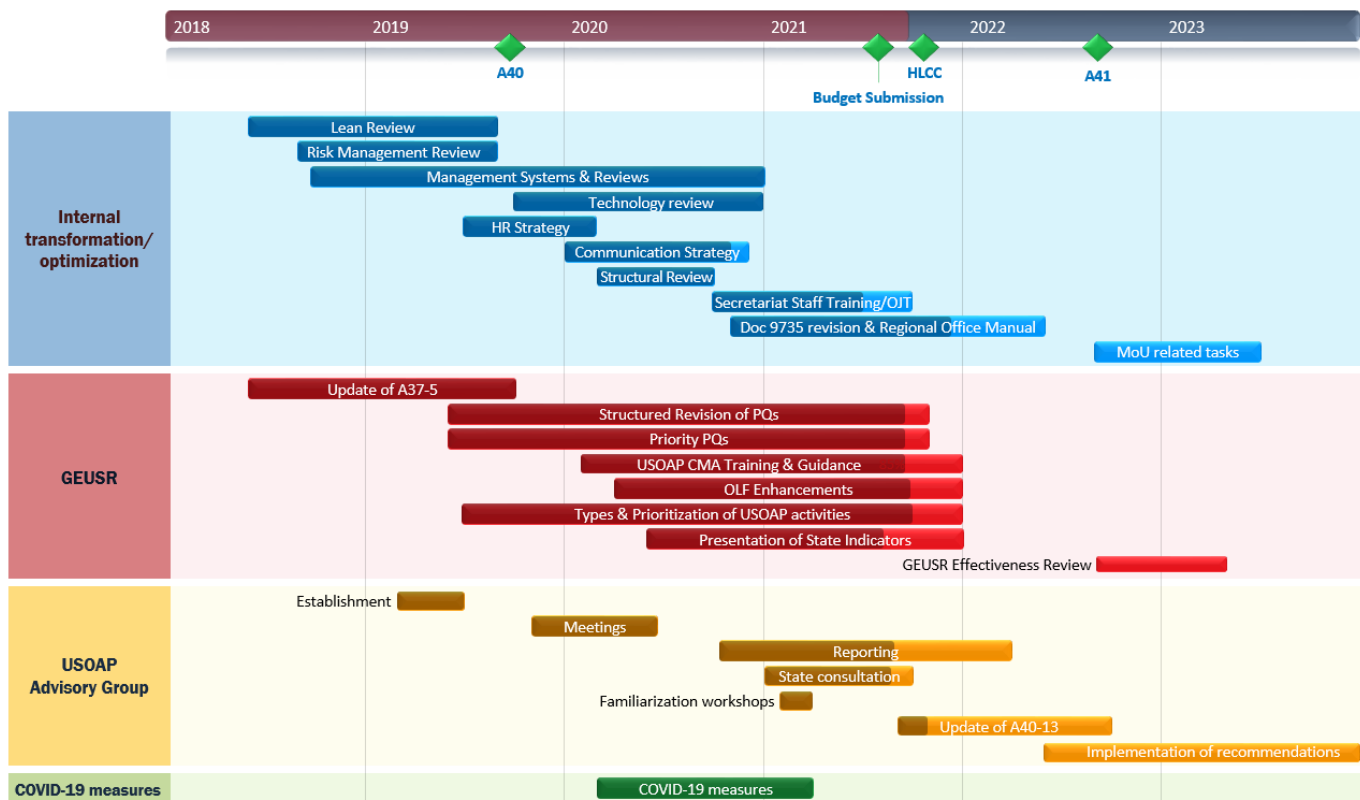 2018 2019 2020 2021 2022 2023
A40
HLCC
A41
Budget Submission
Internal
transformation/
optimization
Lean Review
Risk Management Review
Management Systems & Reviews
Technology review
HR Strategy
Communication Strategy
Structural Review
Secretariat Staff Training/OJT
Doc 9735 revision & Regional Office Manual
MoU related tasks
GEUSR
Update of A37-5
Structured Revision of PQs
Priority PQs
USOAP CMA Training & Guidance
OLF Enhancements
Types & Prioritization of USOAP activities
Presentation of State Indicators
GEUSR Effectiveness Review
USOAP
Advisory Group
Establishment
Meetings
Reporting
State consultation
Familiarization workshops
Update of A40-13
Implementation of recommendations
COVID-19 measures
COVID-19 measures